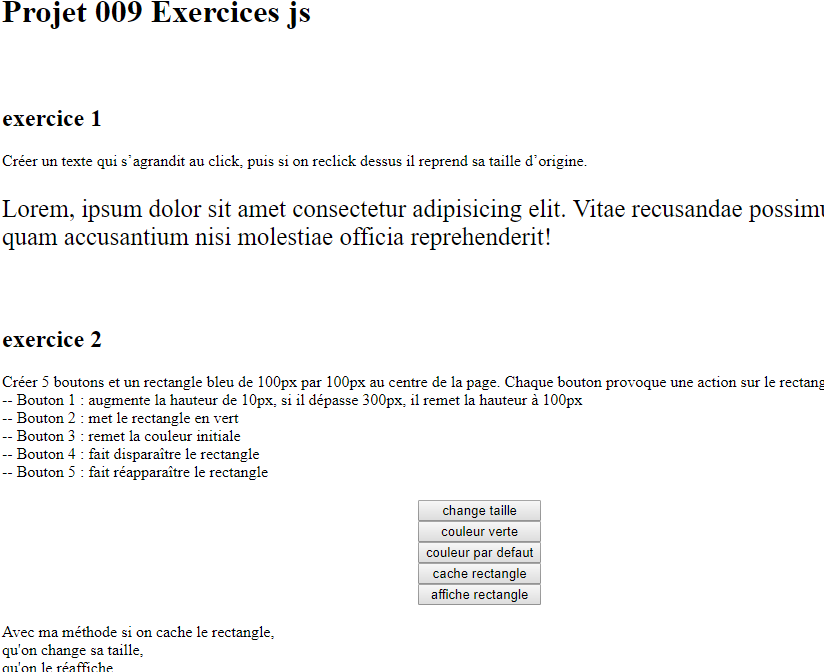 Projet 009 Exercices js
exercice 1
Créer un texte qui s’agrandit au click, puis si on reclick dessus il reprend sa taille d’origine.
Lorem, ipsum dolor sit amet consectetur adipisicing elit. Vitae recusandae
quam accusantium nisi molestiae officia reprehenderit!
exercice 2
Créer 5 boutons et un rectangle bleu de 100px par 100px au centre de la page. Chaque bouton provoque une action sur le
-- Bouton 1 : augmente la hauteur de 10px, si il dépasse 300px, il remet la hauteur à 100px
-- Bouton 2 : met le rectangle en vert
-- Bouton 3 : remet la couleur initiale
-- Bouton 4 : fait disparaître le rectangle
-- Bouton 5 : fait réapparaître le rectangle
change taille
couleur verte
couleur par defaut
cache rectangle
affiche rectangle
Avec ma méthode si on cache le rectangle,
qu'on change sa taille,
qu'on le réaffiche